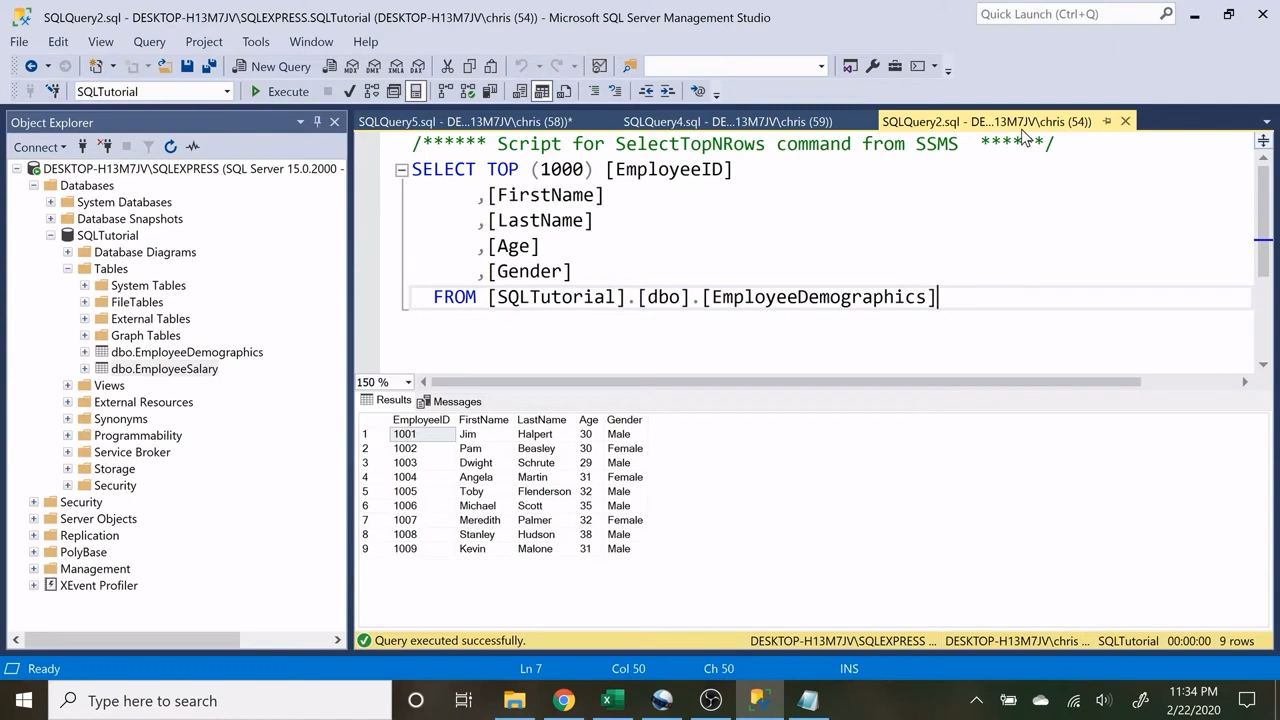 SQLQuery2.sql - DESKTOP-H13M7JV\SQLEXPRESS.SQLTutorial (DESKTOP-H13M7JV\chris (54)) - Microsoft SQL Server Management Studio
Quick Launch (Ctrl+Q)
File Edit View Query Project Tools Window Help
New Query MDX DMX XMLA DAX
SQLTutorial Execute
Object Explorer
SQLQuery5.sql - DE...13M7JV\chris (58))* SQLQuery4.sql - DE...13M7JV\chris (59)) SQLQuery2.sql - DE...13M7JV\chris (54))
Connect
DESKTOP-H13M7JV\SQLEXPRESS (SQL Server 15.0.2000 -
Databases
System Databases
Database Snapshots
SQLTutorial
Database Diagrams
Tables
System Tables
FileTables
External Tables
Graph Tables
dbo.EmployeeDemographics
dbo.EmployeeSalary
Views
External Resources
Synonyms
Programmability
Service Broker
Storage
Security
Security
Server Objects
Replication
PolyBase
Management
XEvent Profiler
/****** Script for SelectTopNRows command from SSMS ******/
SELECT TOP (1000) [EmployeeID]
,[FirstName]
,[LastName]
,[Age]
,[Gender]
FROM [SQLTutorial].[dbo].[EmployeeDemographics]
150 %
Results Messages
EmployeeID FirstName LastName Age Gender
1 1001 Jim Halpert 30 Male
2 1002 Pam Beasley 30 Female
3 1003 Dwight Schrute 29 Male
4 1004 Angela Martin 31 Female
5 1005 Toby Flenderson 32 Male
6 1006 Michael Scott 35 Male
7 1007 Meredith Palmer 32 Female
8 1008 Stanley Hudson 38 Male
9 1009 Kevin Malone 31 Male
Query executed successfully. DESKTOP-H13M7JV\SQLEXPRESS ... DESKTOP-H13M7JV\chris ... SQLTutorial 00:00:00 9 rows
Ready Ln 7 Col 50 Ch 50 INS
Type here to search
11:34 PM
2/22/2020